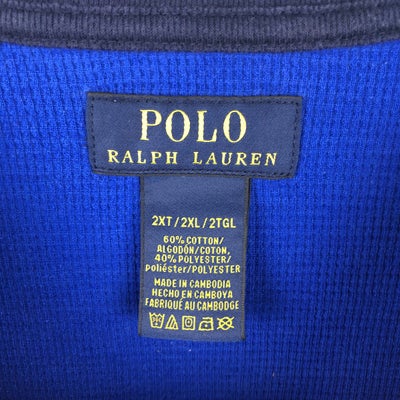 POLO
RALPH LAUREN
2XT/2XL/2TGL
60% COTTON/
ALGODÓN/COTON,
40% POLYESTER/
poliéster/POLYESTER
MADE IN CAMBODIA
HECHO EN CAMBOYA
FABRIQUÉ AU CAMBODGE